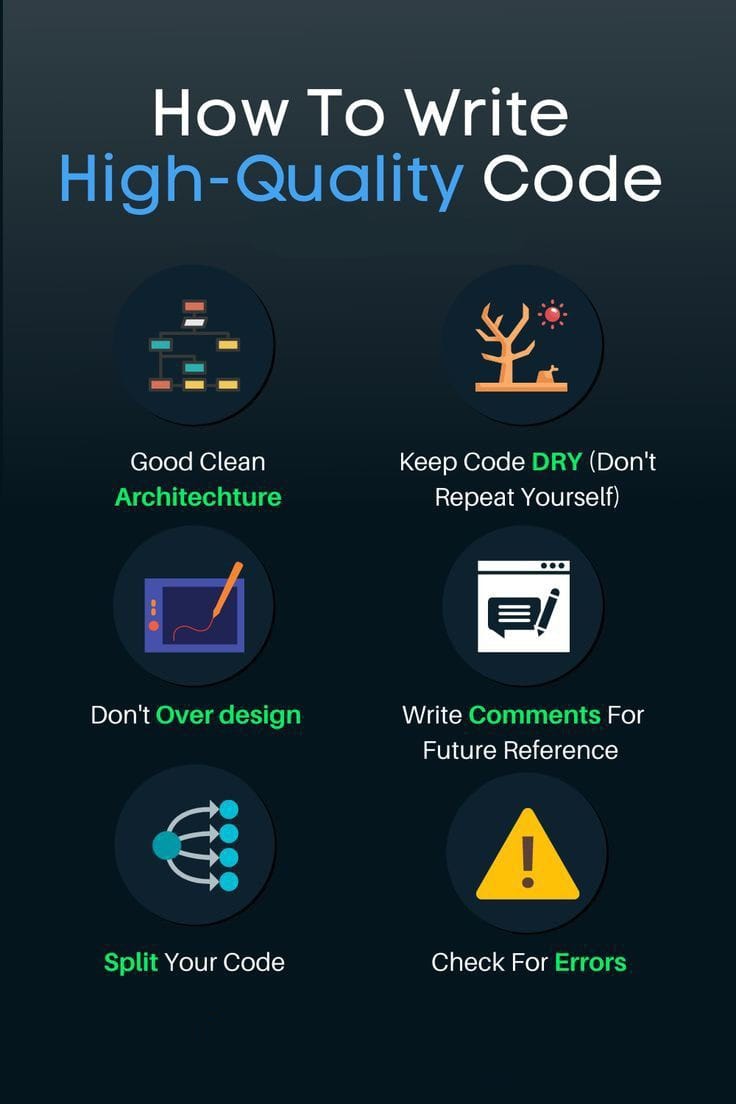 How To Write
High-Quality Code
Good Clean
Architechture
Keep Code DRY (Don't
Repeat Yourself)
Don't Over design
Write Comments For
Future Reference
Split Your Code
Check For Errors